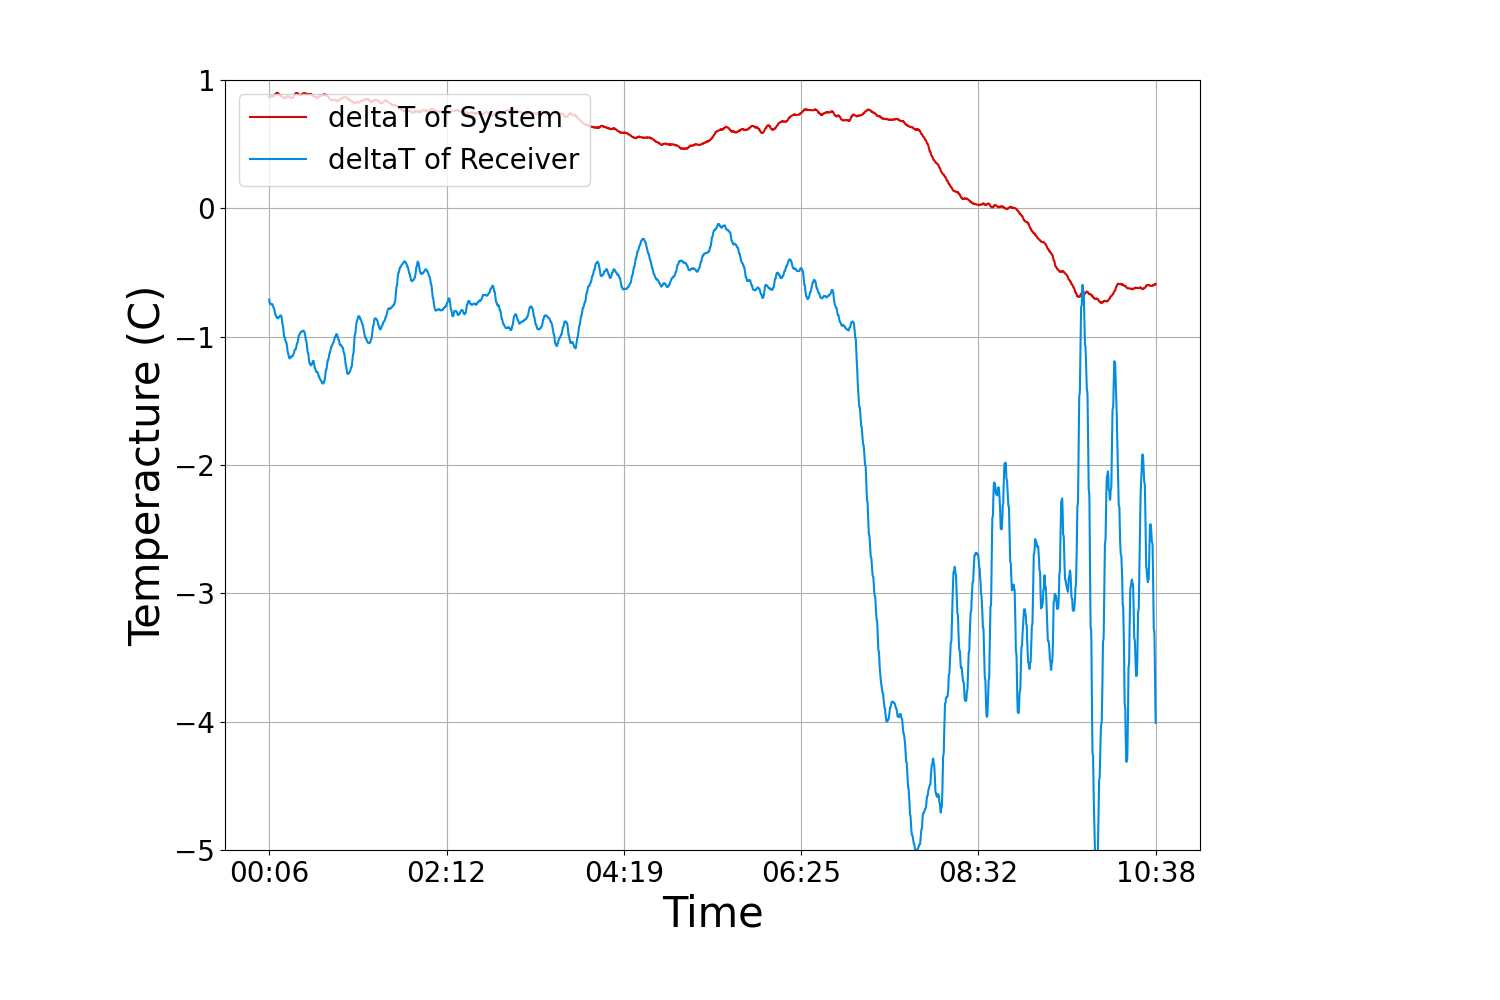 1
0
−1
−2
−3
−4
−5
Temperacture (C)
deltaT of System
deltaT of Receiver
00:06 02:12 04:19 06:25 08:32 10:38
Time